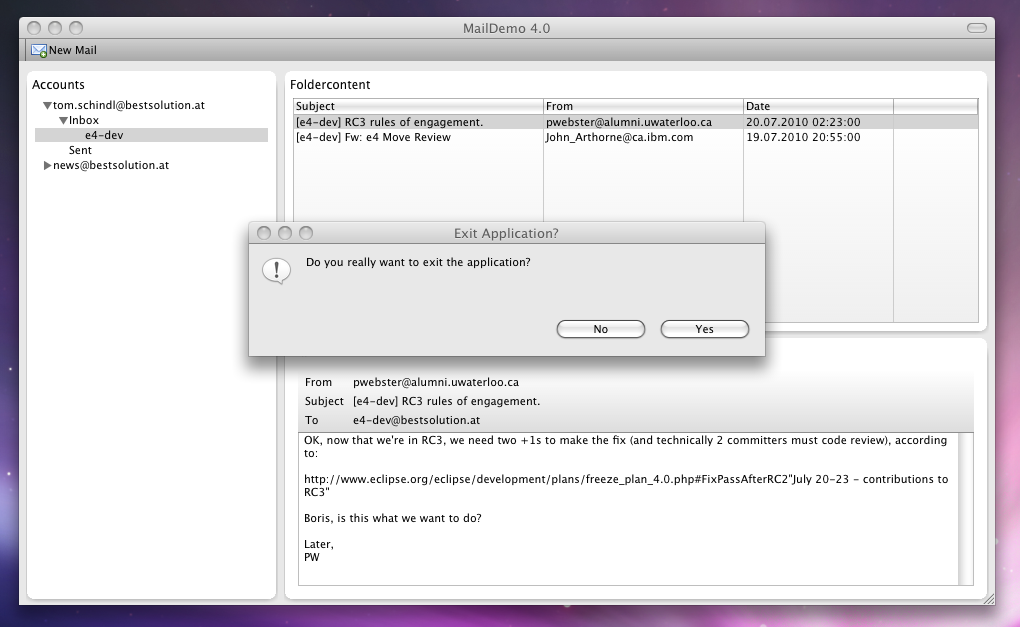 MailDemo 4.0
New Mail
Accounts
tom.schindl@bestsolution.at
Inbox
e4-dev
Sent
news@bestsolution.at
Foldercontent
Subject From Date
[e4-dev] RC3 rules of engagement. pwebster@alumni.uwaterloo.ca 20.07.2010 02:23:00
[e4-dev] Fw: e4 Move Review John_Arthorne@ca.ibm.com 19.07.2010 20:55:00
Exit Application?
Do you really want to exit the application?
No Yes
From pwebster@alumni.uwaterloo.ca
Subject [e4-dev] RC3 rules of engagement.
To e4-dev@bestsolution.at
OK, now that we're in RC3, we need two +1s to make the fix (and technically 2 committers must code review), according
to:
http://www.eclipse.org/eclipse/development/plans/freeze_plan_4.0.php#FixPassAfterRC2"July 20-23 - contributions to
RC3"
Boris, is this what we want to do?
Later,
PW